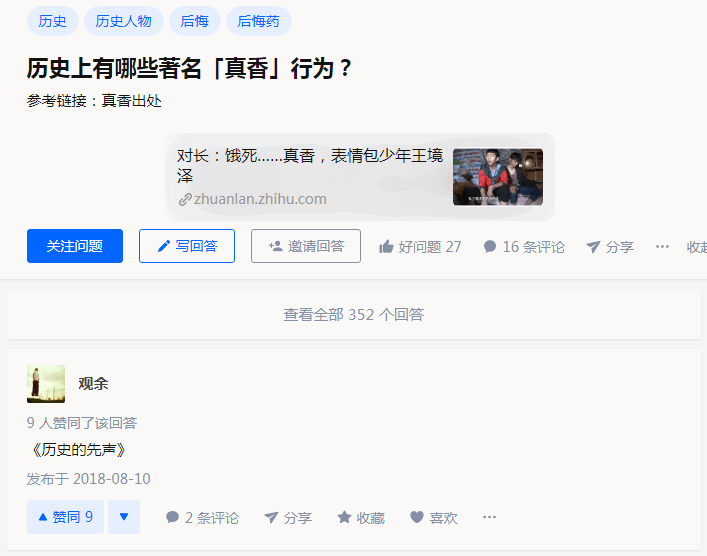 历史 历史人物 后悔 后悔药
历史上有哪些著名「真香」行为？
参考链接：真香出处
对长：饿死……真香，表情包少年王境
泽
zhuanlan.zhihu.com
关注问题 写回答 邀请回答 好问题 27 16 条评论 分享 ··· 收起
查看全部 352 个回答
观余
9 人赞同了该回答
《历史的先声》
发布于 2018-08-10
赞同 9 2 条评论 分享 收藏 喜欢 ···